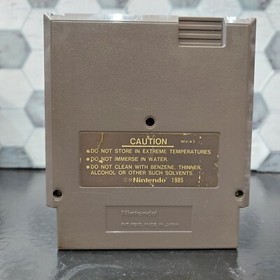 CAUTION
• DO NOT STORE IN EXTREME TEMPERATURES
• DO NOT IMMERSE IN WATER.
• DO NOT CLEAN WITH BENZENE, THINNER,
ALCOHOL OR OTHER SUCH SOLVENTS.
Nintendo 1985
Nintendo